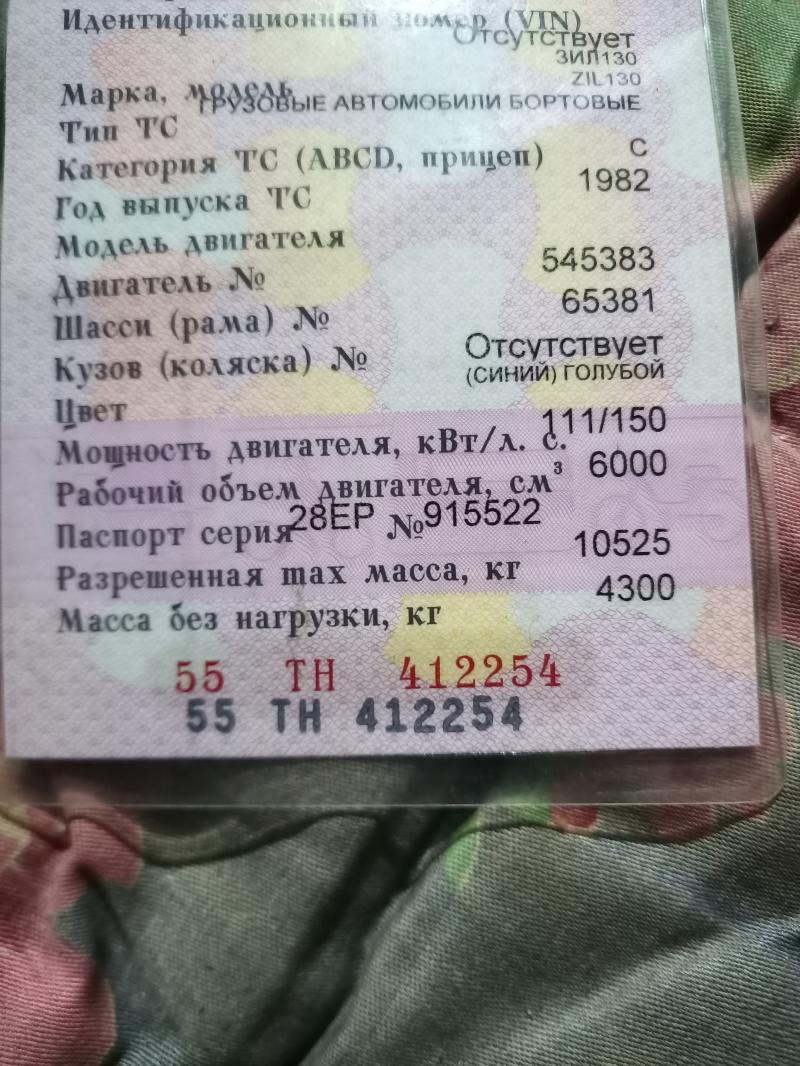 Идентификационный номер (VIN)
Отсутствует
ЗИЛ130
ZIL130
Марка, модель
ГРУЗОВЫЕ АВТОМОБИЛИ БОРТОВЫЕ
Тип ТС
Категория ТС (ABCD, прицеп) C
Год выпуска ТС 1982
Модель двигателя
Двигатель № 545383
Шасси (рама) № 65381
Кузов (коляска) № Отсутствует
(СИНИЙ) ГОЛУБОЙ
Цвет
Мощность двигателя, кВт/л. с. 111/150
Рабочий объем двигателя, см³ 6000
Паспорт серия 28ЕР № 915522
Разрешенная max масса, кг 10525
Масса без нагрузки, кг 4300
55 ТН 412254
55 ТН 412254